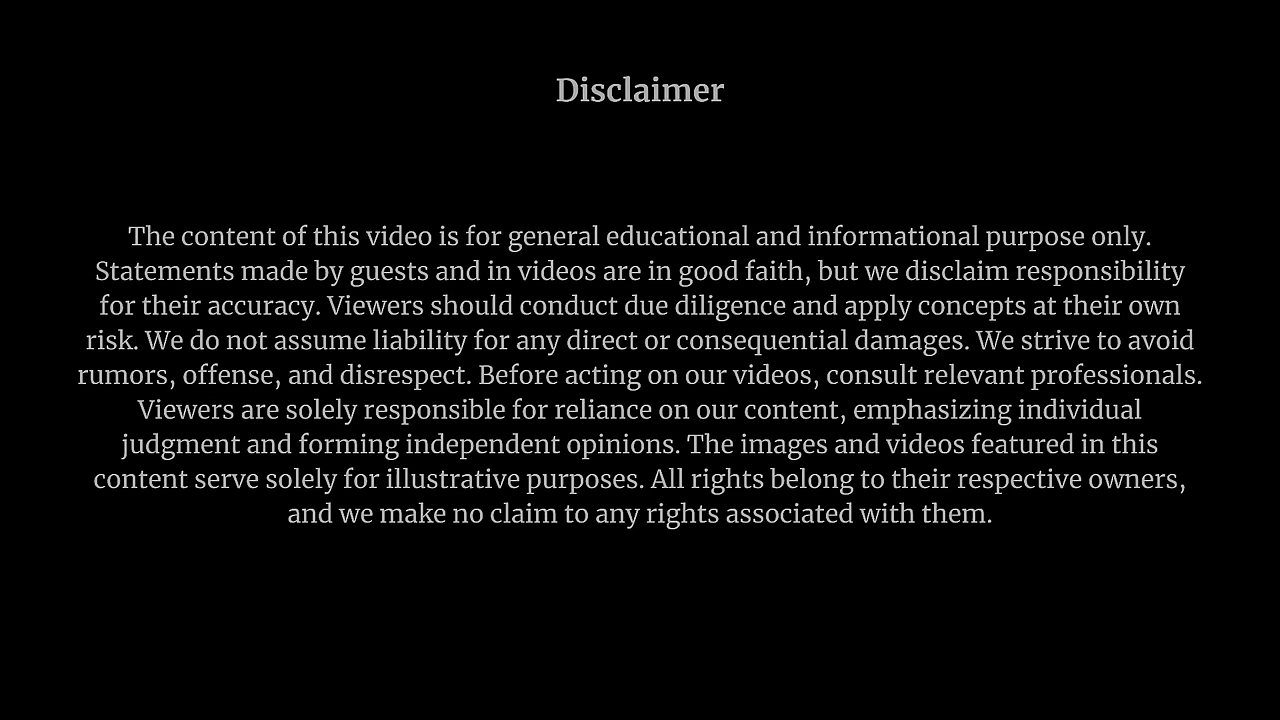 Disclaimer
The content of this video is for general educational and informational purpose only.
Statements made by guests and in videos are in good faith, but we disclaim responsibility
for their accuracy. Viewers should conduct due diligence and apply concepts at their own
risk. We do not assume liability for any direct or consequential damages. We strive to avoid
rumors, offense, and disrespect. Before acting on our videos, consult relevant professionals.
Viewers are solely responsible for reliance on our content, emphasizing individual
judgment and forming independent opinions. The images and videos featured in this
content serve solely for illustrative purposes. All rights belong to their respective owners,
and we make no claim to any rights associated with them.